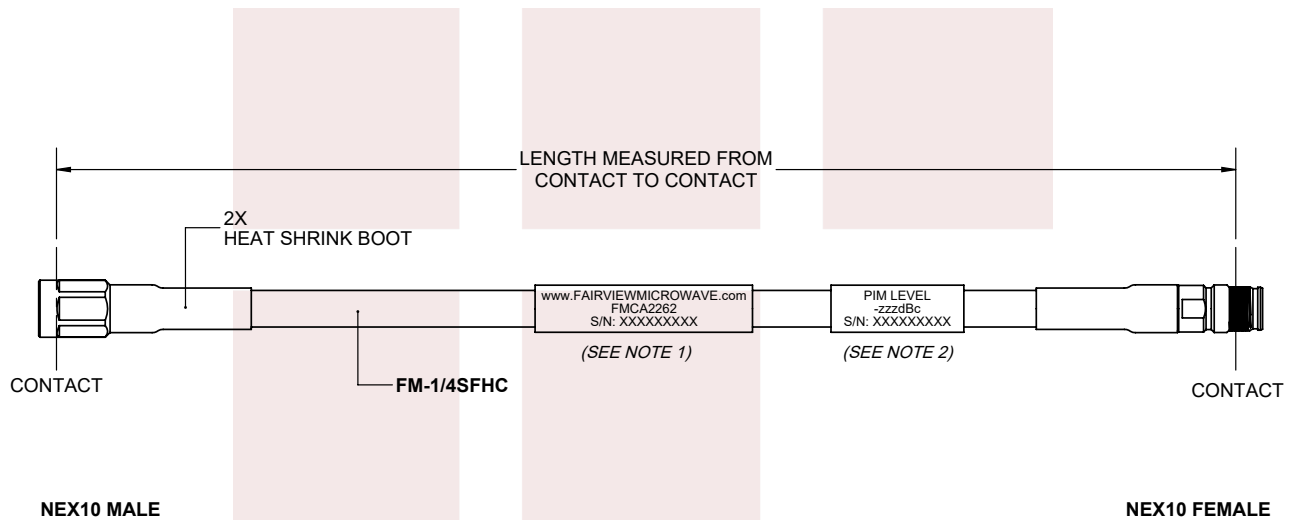 LENGTH MEASURED FROM
CONTACT TO CONTACT
2X
HEAT SHRINK BOOT
www.FAIRVIEWMICROWAVE.com
FMCA2262
S/N: XXXXXXXXX
PIM LEVEL
-zzzdBc
S/N: XXXXXXXXX
(SEE NOTE 1)
(SEE NOTE 2)
CONTACT
FM-1/4SFHC
CONTACT
NEX10 MALE
NEX10 FEMALE